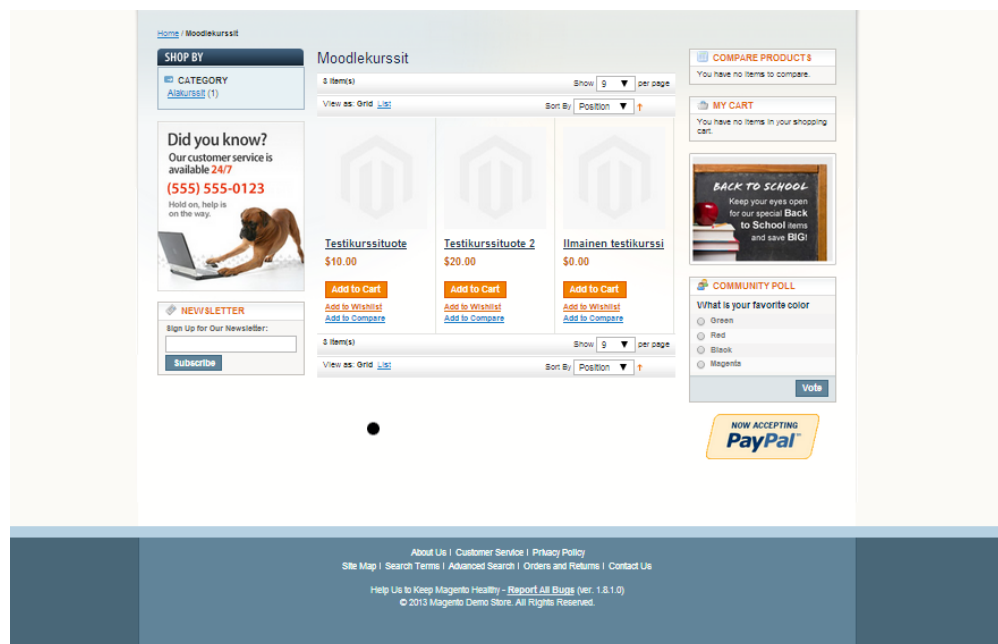 Home / Moodlekurssit
SHOP BY
CATEGORY
Alakurssit (1)
Did you know?
Our customer service is
available 24/7
(555) 555-0123
Hold on, help is
on the way.
NEWSLETTER
Sign Up for Our Newsletter:
Subscribe
Moodlekurssit
3 Item(s)
Show 9 per page
View as: Grid List
Sort By Position
Testikurssituote
$10.00
Add to Cart
Add to Wishlist
Add to Compare
Testikurssituote 2
$20.00
Add to Cart
Add to Wishlist
Add to Compare
Ilmainen testikurssi
$0.00
Add to Cart
Add to Wishlist
Add to Compare
3 Item(s)
Show 9 per page
View as: Grid List
Sort By Position
COMPARE PRODUCTS
You have no items to compare.
MY CART
You have no items in your shopping
cart.
BACK TO SCHOOL
Keep your eyes open
for our special Back
to School items
and save BIG!
COMMUNITY POLL
What is your favorite color
Green
Red
Black
Magenta
Vote
NOW ACCEPTING
PayPal™
About Us | Customer Service | Privacy Policy
Site Map | Search Terms | Advanced Search | Orders and Returns | Contact Us
Help Us to Keep Magento Healthy - Report All Bugs (ver. 1.8.1.0)
© 2013 Magento Demo Store. All Rights Reserved.